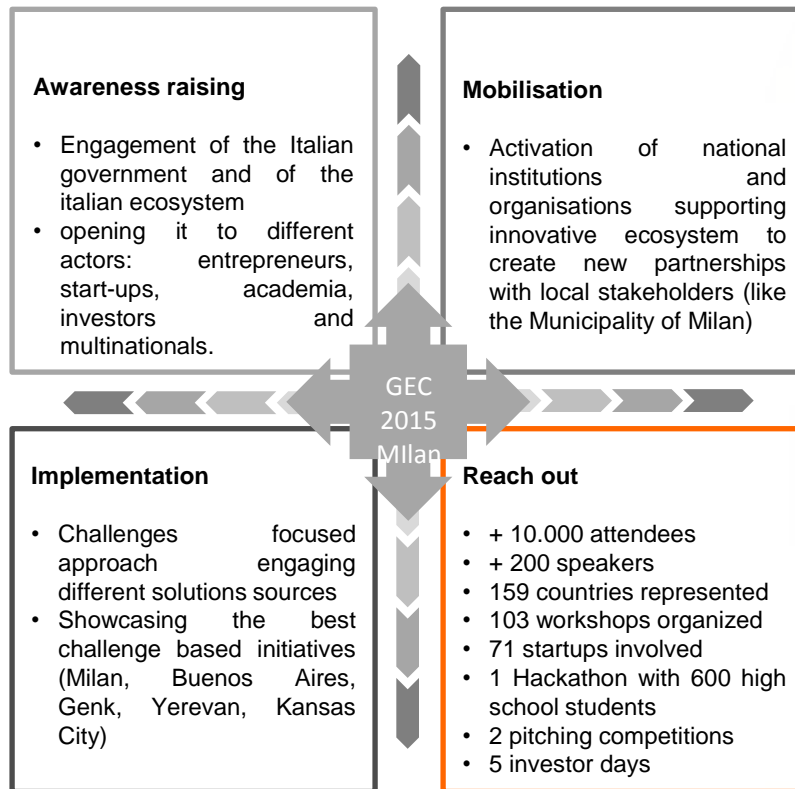 Awareness raising
• Engagement of the Italian
government and of the
italian ecosystem
• opening it to different
actors: entrepreneurs,
start-ups, academia,
investors and
multinationals.
Mobilisation
• Activation of national
institutions and
organisations supporting
innovative ecosystem to
create new partnerships
with local stakeholders (like
the Municipality of Milan)
GEC
2015
MIlan
Implementation
• Challenges focused
approach engaging
different solutions sources
• Showcasing the best
challenge based initiatives
(Milan, Buenos Aires,
Genk, Yerevan, Kansas
City)
Reach out
• + 10.000 attendees
• + 200 speakers
• 159 countries represented
• 103 workshops organized
• 71 startups involved
• 1 Hackathon with 600 high
school students
• 2 pitching competitions
• 5 investor days